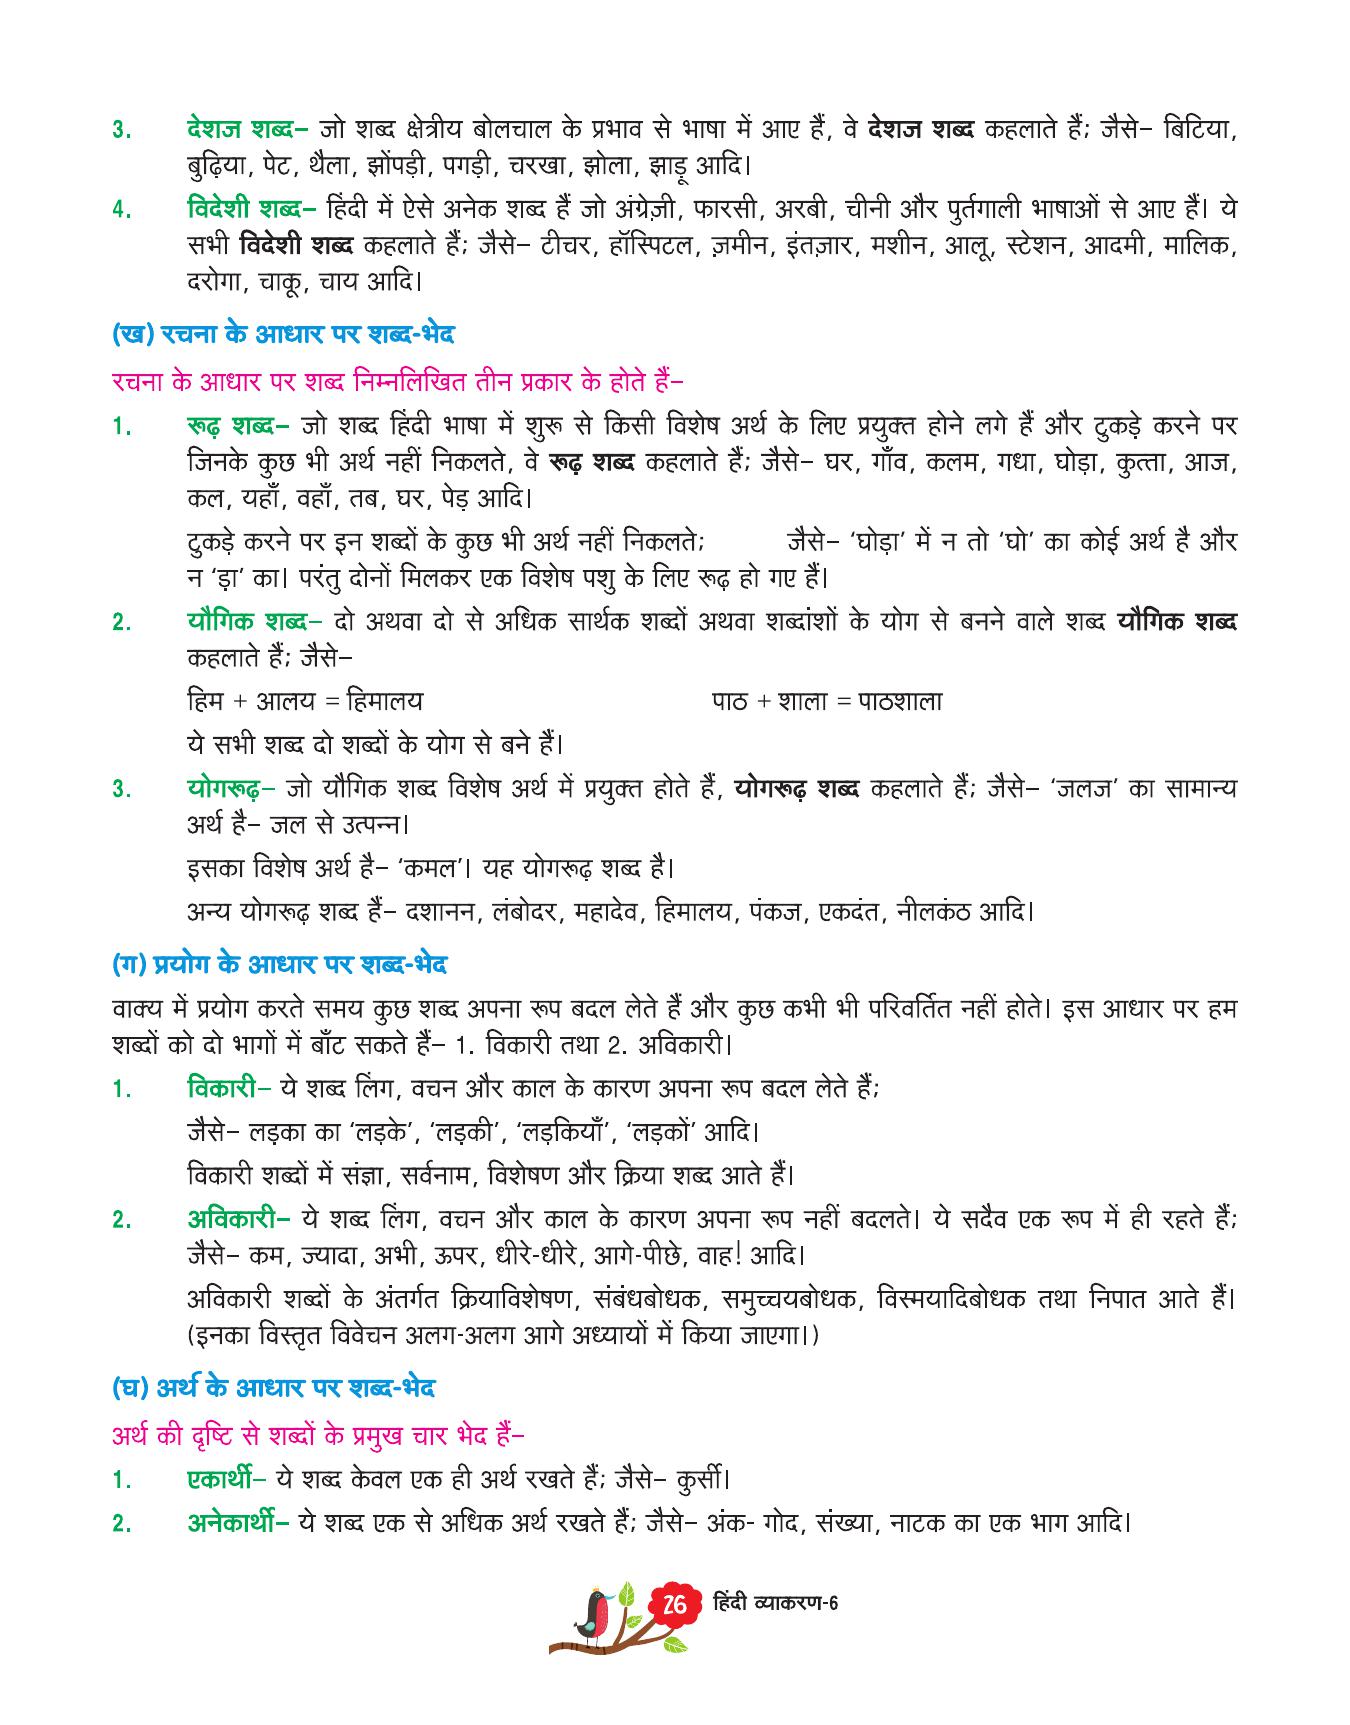 3. देशज शब्द– जो शब्द क्षेत्रीय बोलचाल के प्रभाव से भाषा में आए हैं, वे देशज शब्द कहलाते हैं; जैसे– बिटिया,
बुढ़िया, पेट, थैला, झोंपड़ी, पगड़ी, चरखा, झोला, झाड़ू आदि।
4. विदेशी शब्द– हिंदी में ऐसे अनेक शब्द हैं जो अंग्रेज़ी, फारसी, अरबी, चीनी और पुर्तगाली भाषाओं से आए हैं। ये
सभी विदेशी शब्द कहलाते हैं; जैसे– टीचर, हॉस्पिटल, ज़मीन, इंतज़ार, मशीन, आलू, स्टेशन, आदमी, मालिक,
दरोगा, चाकू, चाय आदि।
(ख) रचना के आधार पर शब्द-भेद
रचना के आधार पर शब्द निम्नलिखित तीन प्रकार के होते हैं–
1. रूढ़ शब्द– जो शब्द हिंदी भाषा में शुरू से किसी विशेष अर्थ के लिए प्रयुक्त होने लगे हैं और टुकड़े करने पर
जिनके कुछ भी अर्थ नहीं निकलते, वे रूढ़ शब्द कहलाते हैं; जैसे– घर, गाँव, कलम, गधा, घोड़ा, कुत्ता, आज,
कल, यहाँ, वहाँ, तब, घर, पेड़ आदि।
टुकड़े करने पर इन शब्दों के कुछ भी अर्थ नहीं निकलते; जैसे– ‘घोड़ा’ में न तो ‘घो’ का कोई अर्थ है और
न ‘ड़ा’ का। परंतु दोनों मिलकर एक विशेष पशु के लिए रूढ़ हो गए हैं।
2. यौगिक शब्द– दो अथवा दो से अधिक सार्थक शब्दों अथवा शब्दांशों के योग से बनने वाले शब्द यौगिक शब्द
कहलाते हैं; जैसे–
हिम + आलय = हिमालय पाठ + शाला = पाठशाला
ये सभी शब्द दो शब्दों के योग से बने हैं।
3. योगरूढ़– जो यौगिक शब्द विशेष अर्थ में प्रयुक्त होते हैं, योगरूढ़ शब्द कहलाते हैं; जैसे– ‘जलज’ का सामान्य
अर्थ है– जल से उत्पन्न।
इसका विशेष अर्थ है– ‘कमल’। यह योगरूढ़ शब्द है।
अन्य योगरूढ़ शब्द हैं– दशानन, लंबोदर, महादेव, हिमालय, पंकज, एकदंत, नीलकंठ आदि।
(ग) प्रयोग के आधार पर शब्द-भेद
वाक्य में प्रयोग करते समय कुछ शब्द अपना रूप बदल लेते हैं और कुछ कभी भी परिवर्तित नहीं होते। इस आधार पर हम
शब्दों को दो भागों में बाँट सकते हैं– 1. विकारी तथा 2. अविकारी।
1. विकारी– ये शब्द लिंग, वचन और काल के कारण अपना रूप बदल लेते हैं;
जैसे– लड़का का ‘लड़के’, ‘लड़की’, ‘लड़कियाँ’, ‘लड़कों’ आदि।
विकारी शब्दों में संज्ञा, सर्वनाम, विशेषण और क्रिया शब्द आते हैं।
2. अविकारी– ये शब्द लिंग, वचन और काल के कारण अपना रूप नहीं बदलते। ये सदैव एक रूप में ही रहते हैं;
जैसे– कम, ज्यादा, अभी, ऊपर, धीरे-धीरे, आगे-पीछे, वाह! आदि।
अविकारी शब्दों के अंतर्गत क्रियाविशेषण, संबंधबोधक, समुच्चयबोधक, विस्मयादिबोधक तथा निपात आते हैं।
(इनका विस्तृत विवेचन अलग-अलग आगे अध्यायों में किया जाएगा।)
(घ) अर्थ के आधार पर शब्द-भेद
अर्थ की दृष्टि से शब्दों के प्रमुख चार भेद हैं–
1. एकार्थी– ये शब्द केवल एक ही अर्थ रखते हैं; जैसे– कुर्सी।
2. अनेकार्थी– ये शब्द एक से अधिक अर्थ रखते हैं; जैसे– अंक- गोद, संख्या, नाटक का एक भाग आदि।
26 हिंदी व्याकरण-6